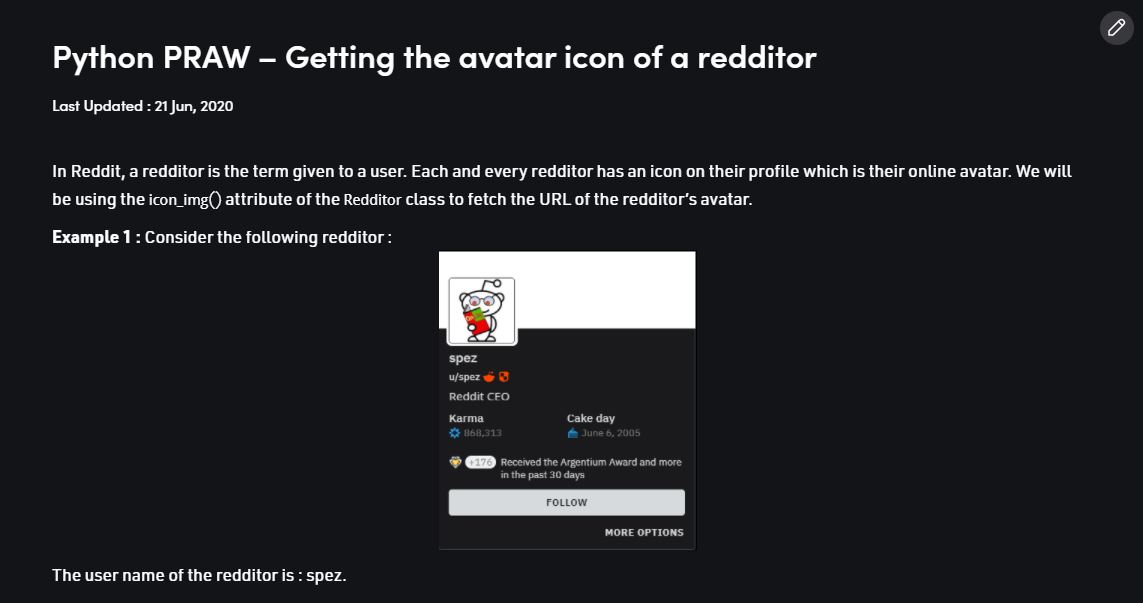 Python PRAW – Getting the avatar icon of a redditor
Last Updated : 21 Jun, 2020
In Reddit, a redditor is the term given to a user. Each and every redditor has an icon on their profile which is their online avatar. We will
be using the icon_img() attribute of the Redditor class to fetch the URL of the redditor's avatar.
Example 1 : Consider the following redditor :
spez
u/spez
Reddit CEO
Karma Cake day
868,313 June 6, 2005
+176 Received the Argentium Award and more
in the past 30 days
FOLLOW
MORE OPTIONS
The user name of the redditor is : spez.